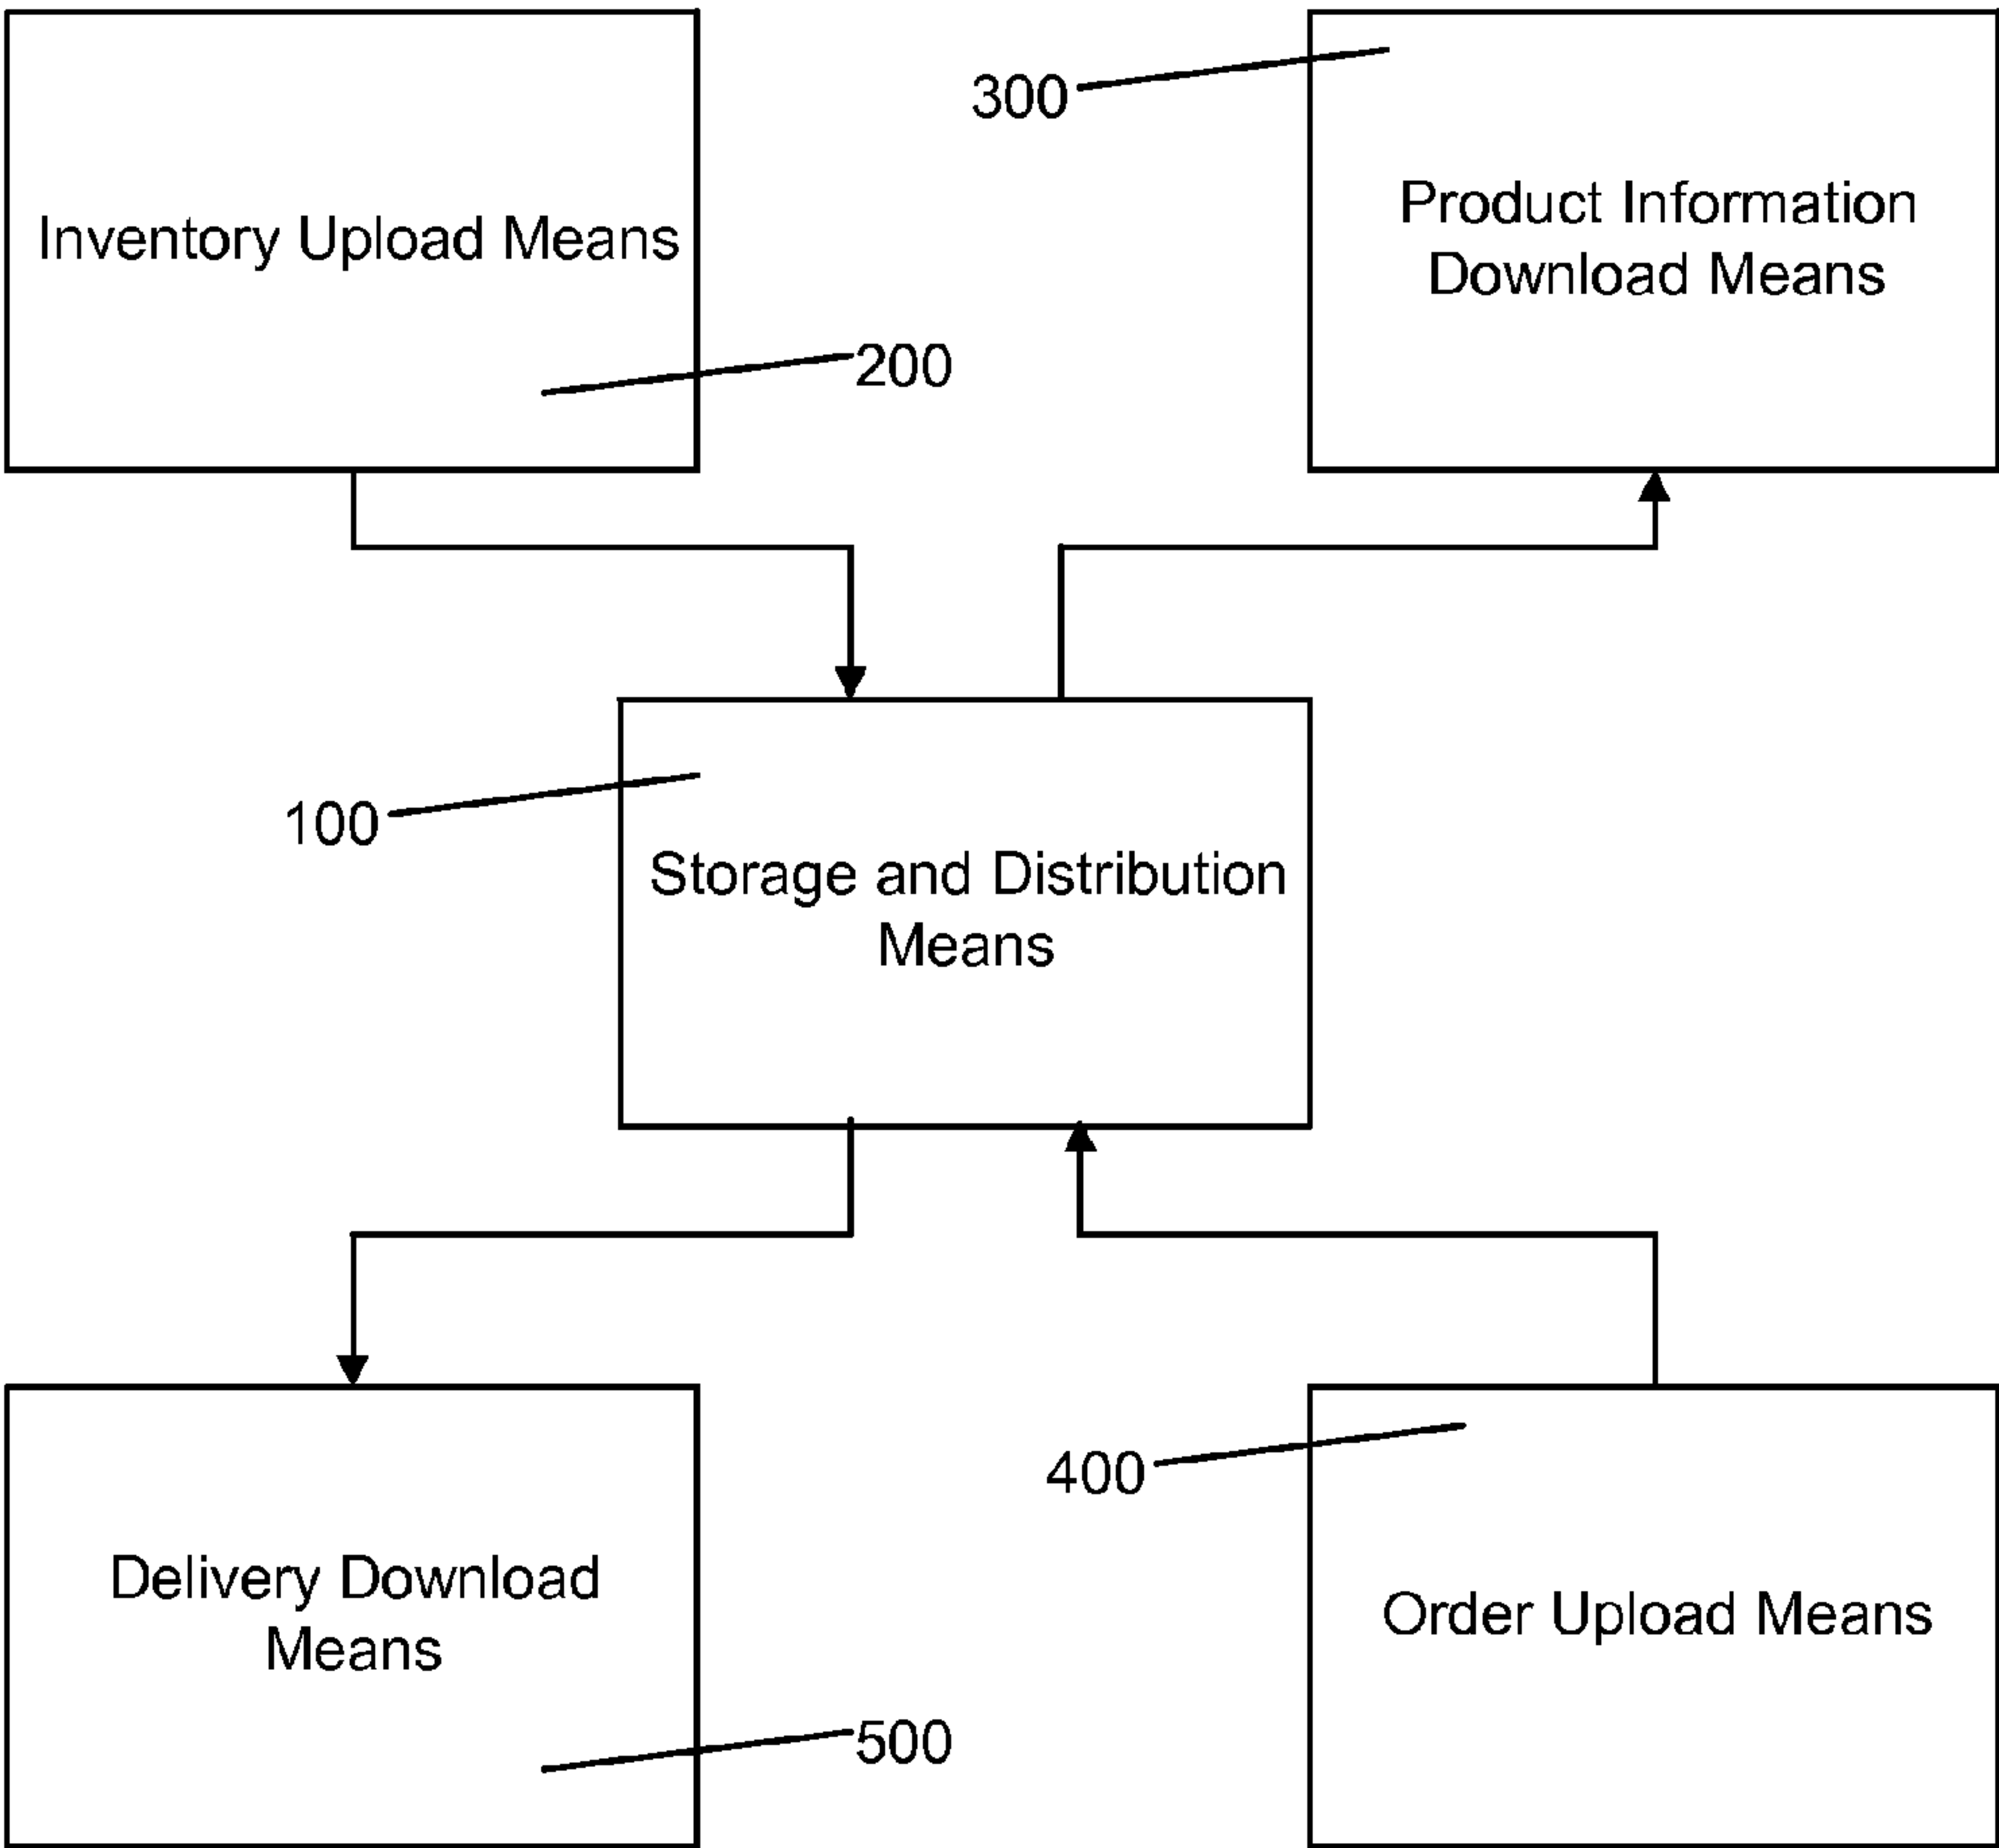 300
Inventory Upload Means
Product Information
Download Means
200
100
Storage and Distribution
Means
400
Delivery Download
Means
Order Upload Means
500